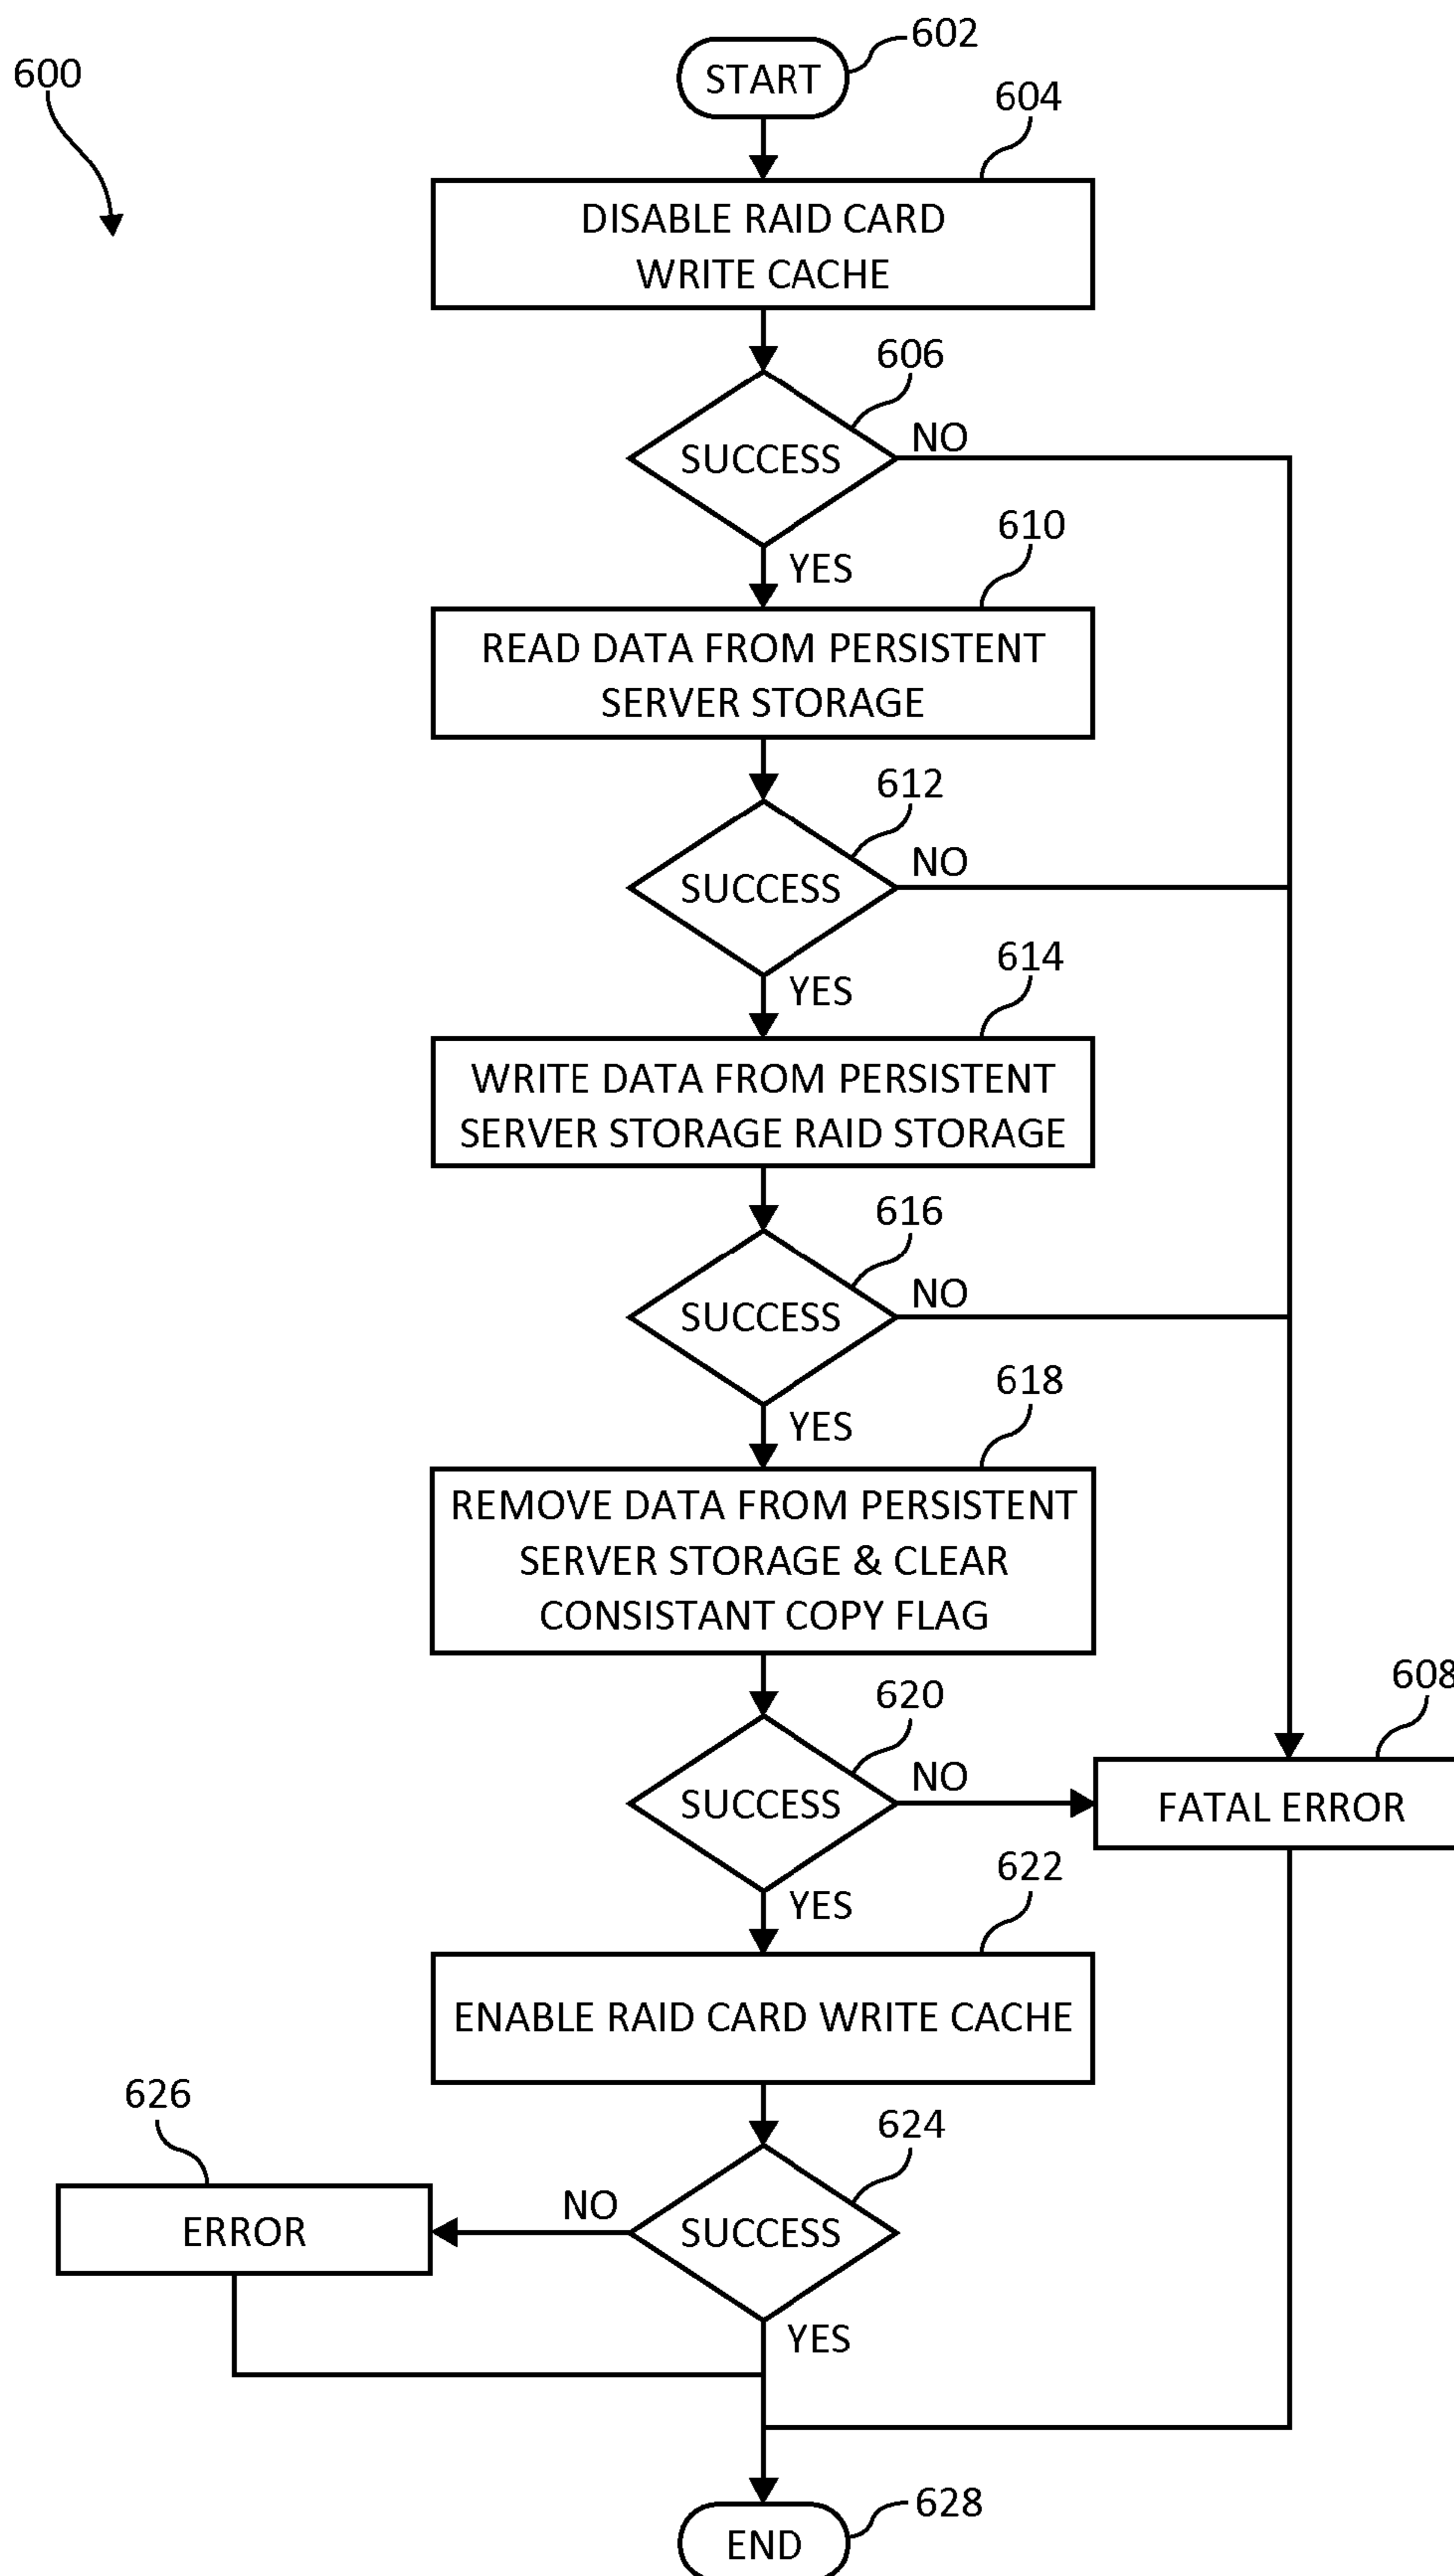 602
START
600
604
DISABLE RAID CARD
WRITE CACHE
606
NO
SUCCESS
YES
610
READ DATA FROM PERSISTENT
SERVER STORAGE
612
NO
SUCCESS
YES
614
WRITE DATA FROM PERSISTENT
SERVER STORAGE RAID STORAGE
616
NO
SUCCESS
YES
618
REMOVE DATA FROM PERSISTENT
SERVER STORAGE & CLEAR
CONSISTANT COPY FLAG
608
620
NO
SUCCESS
FATAL ERROR
622
YES
ENABLE RAID CARD WRITE CACHE
626
624
NO
SUCCESS
ERROR
YES
628
END